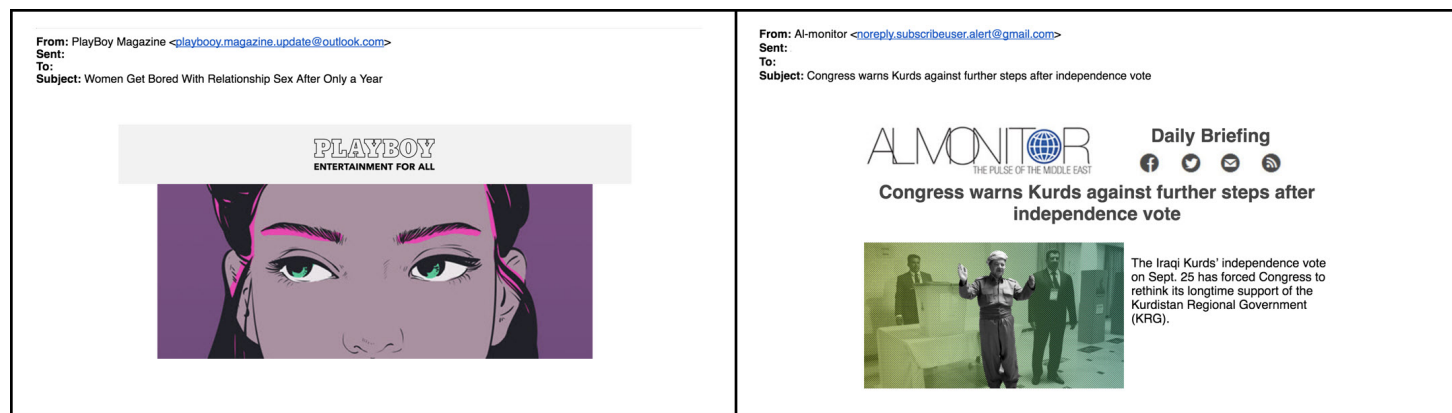 From: PlayBoy Magazine <playbooy.magazine.update@outlook.com>
Sent:
To:
Subject: Women Get Bored With Relationship Sex After Only a Year
PLAYBOY
ENTERTAINMENT FOR ALL
From: Al-monitor <noreply.subscribeuser.alert@gmail.com>
Sent:
To:
Subject: Congress warns Kurds against further steps after independence vote
AL MONITOR
THE PULSE OF THE MIDDLE EAST
Daily Briefing
Congress warns Kurds against further steps after
independence vote
The Iraqi Kurds' independence vote
on Sept. 25 has forced Congress to
rethink its longtime support of the
Kurdistan Regional Government
(KRG).